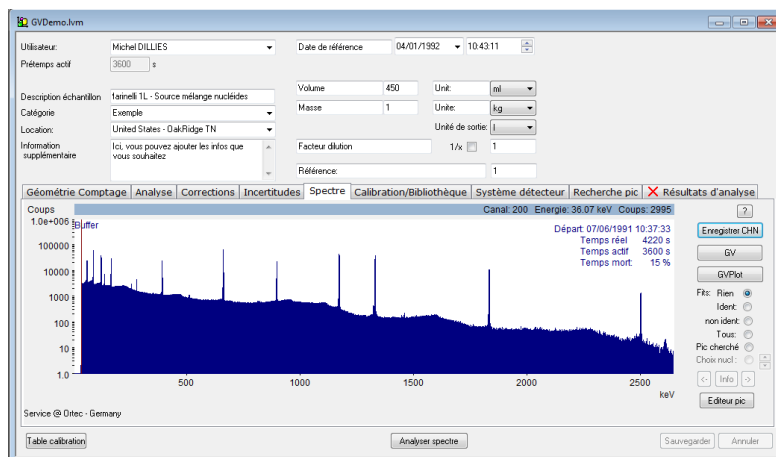 GVDemo.lvm
Utilisateur: Michel DILLIES Date de référence 04/01/1992 10:43:11
Prétemps actif 3600 s
Volume 450 Unit: ml
Description échantillon farinelli 1L - Source mélange nucléides
Masse 1 Unite: kg
Catégorie Exemple
Location: United States - OakRidge TN Unité de sortie: l
Information supplémentaire
Ici, vous pouvez ajouter les infos que
vous souhaitez
Facteur dilution 1/x 1
Référence: 1
Géométrie Comptage Analyse Corrections Incertitudes Spectre Calibration/Bibliothèque Système détecteur Recherche pic Résultats d'analyse
Coups Canal: 200 Energie: 36.07 keV Coups: 2995 ?
1.0e+006 Buffer
Départ: 07/06/1991 10:37:33
Temps réel 4220 s
Temps actif 3600 s
Temps mort: 15 %
100000
10000
1000
100
10
1.0
500 1000 1500 2000 2500
keV
Enregistrer CHN
GV
GVPlot
Fits: Rien
Ident:
non ident:
Tous:
Pic cherché
Choix nucl :
<- Info ->
Editeur pic
Service @ Ortec - Germany
Table calibration Analyser spectre Sauvegarder Annuler